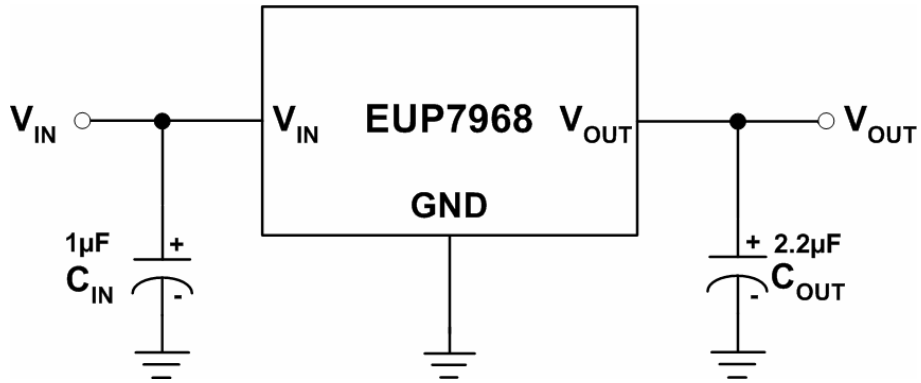 VIN
VIN
EUP7968
VOUT
VOUT
GND
1µF
+
CIN
-
+
2.2µF
COUT
-